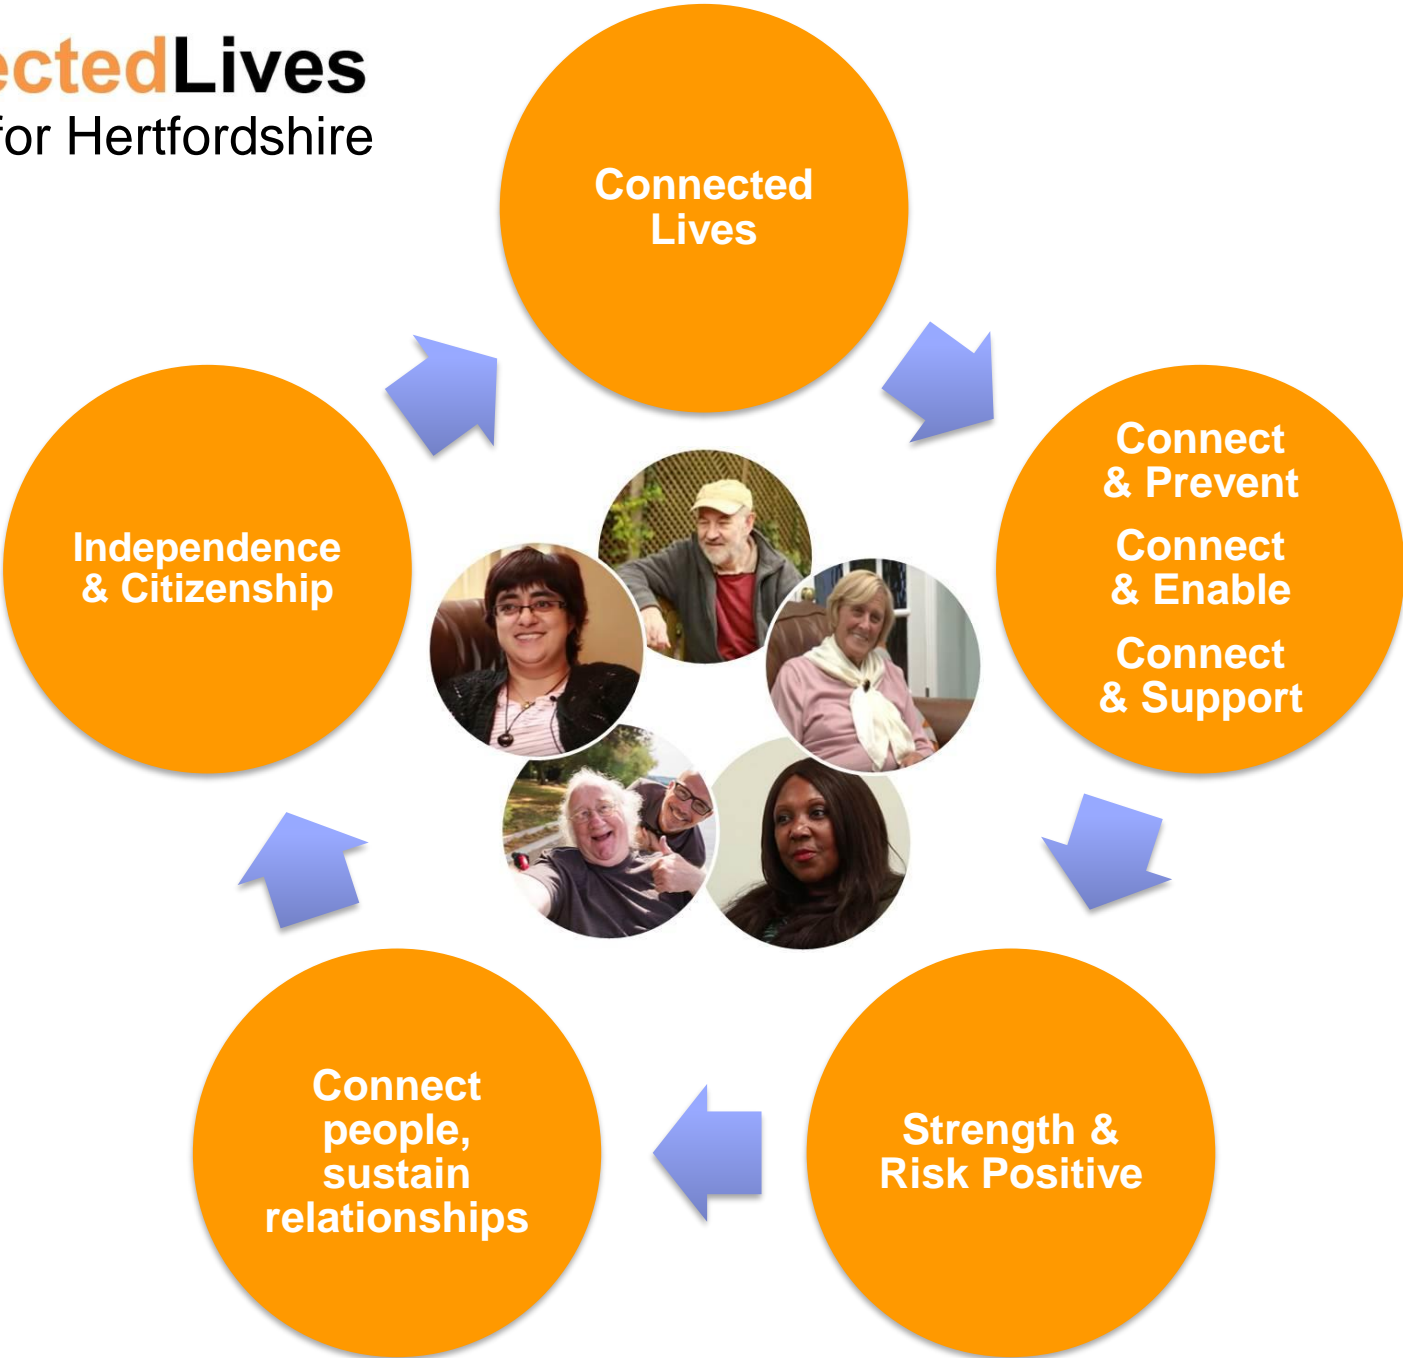 ectedLives
for Hertfordshire
Connected
Lives
Connect
& Prevent
Connect
& Enable
Connect
& Support
Strength &
Risk Positive
Connect
people,
sustain
relationships
Independence
& Citizenship